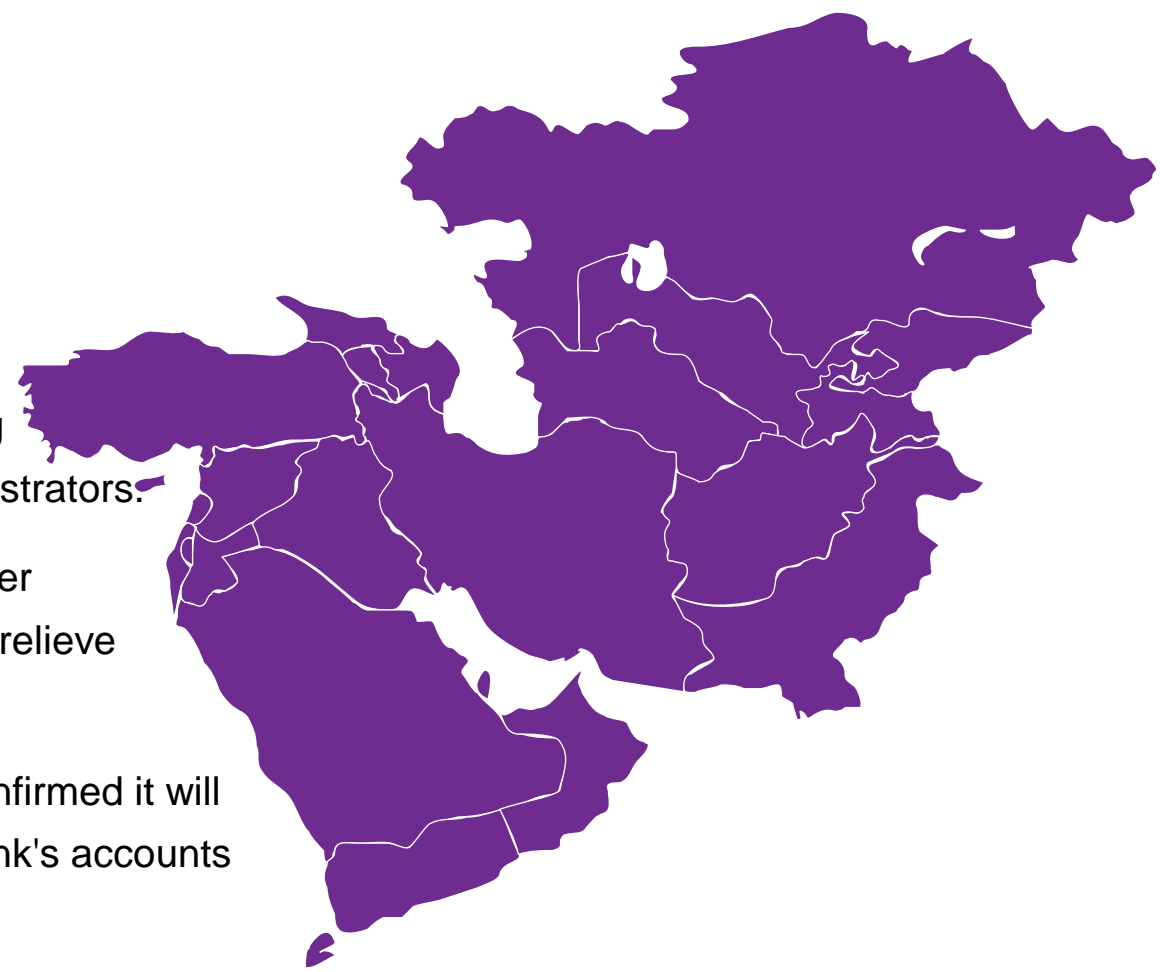 g
strators.
er
relieve
nfirmed it will
nk's accounts